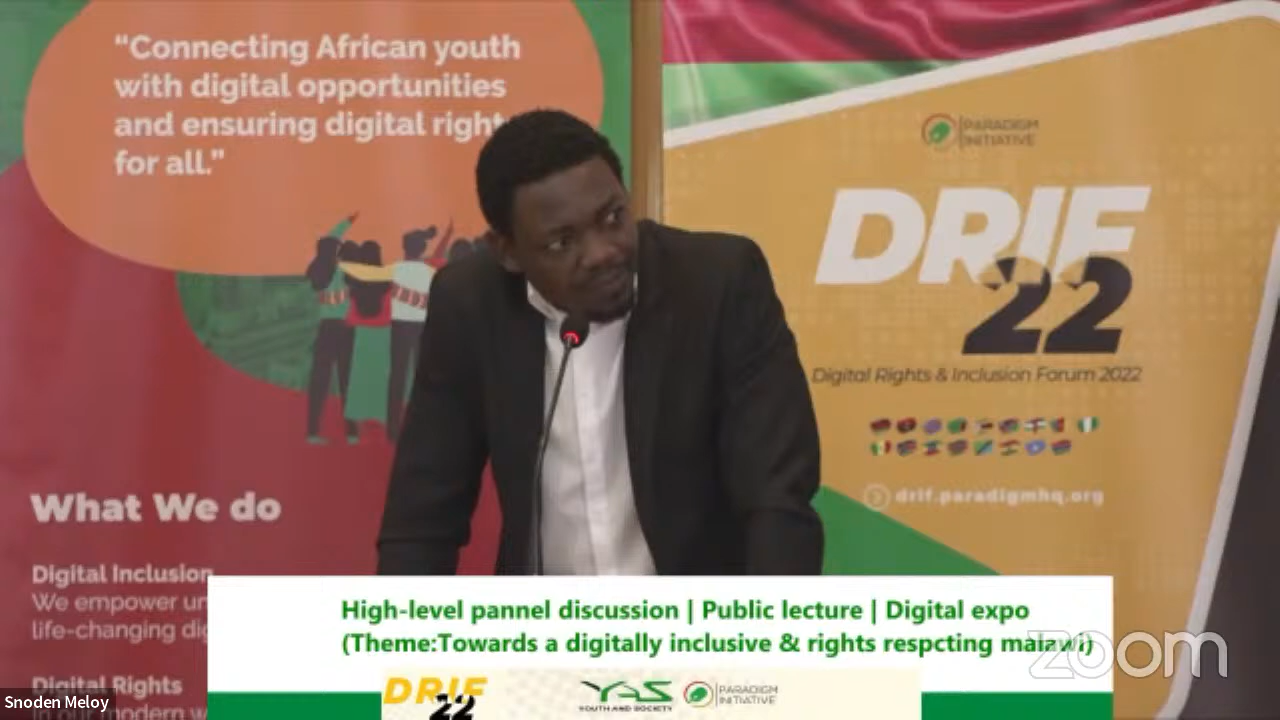 “Connecting African youth
with digital opportunities
and ensuring digital right
for all.”
What We do
Digital Inclusion
We empower un
life-changing dig
Digital Rights
in our modern w
PARADIGM
INITIATIVE
DRIF
22
Digital Rights & Inclusion Forum 2022
drif.paradigmhq.org
High-level pannel discussion | Public lecture | Digital expo
(Theme:Towards a digitally inclusive & rights respcting malawi)
zoom
DRIF
22
YAS
YOUTH AND SOCIETY
PARADIGM
INITIATIVE
Snoden Meloy